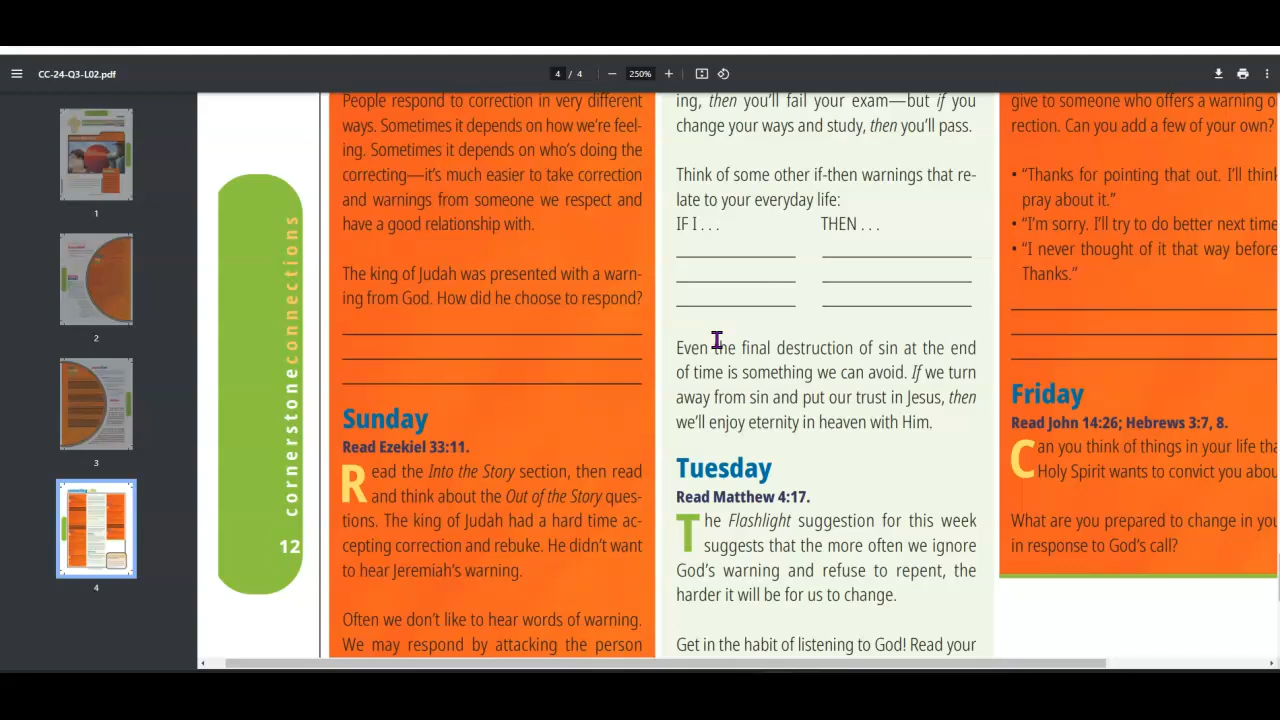 CC-24-Q3-L02.pdf
4 / 4
250%
1
2
3
4
cornerstoneconnections
12
People respond to correction in very different
ways. Sometimes it depends on how we're feel-
ing. Sometimes it depends on who's doing the
correcting—it's much easier to take correction
and warnings from someone we respect and
have a good relationship with.
The king of Judah was presented with a warn-
ing from God. How did he choose to respond?
Sunday
Read Ezekiel 33:11.
Read the Into the Story section, then read
and think about the Out of the Story ques-
tions. The king of Judah had a hard time ac-
cepting correction and rebuke. He didn't want
to hear Jeremiah's warning.
Often we don't like to hear words of warning.
We may respond by attacking the person
ing, then you'll fail your exam—but if you
change your ways and study, then you'll pass.
Think of some other if-then warnings that re-
late to your everyday life:
IF I . . . THEN . . .
Even the final destruction of sin at the end
of time is something we can avoid. If we turn
away from sin and put our trust in Jesus, then
we'll enjoy eternity in heaven with Him.
Tuesday
Read Matthew 4:17.
The Flashlight suggestion for this week
suggests that the more often we ignore
God's warning and refuse to repent, the
harder it will be for us to change.
Get in the habit of listening to God! Read your
give to someone who offers a warning o
rection. Can you add a few of your own?
• "Thanks for pointing that out. I'll think
pray about it."
• "I'm sorry. I'll try to do better next time
• "I never thought of it that way before
Thanks."
Friday
Read John 14:26; Hebrews 3:7, 8.
Can you think of things in your life tha
Holy Spirit wants to convict you abou
What are you prepared to change in you
in response to God's call?